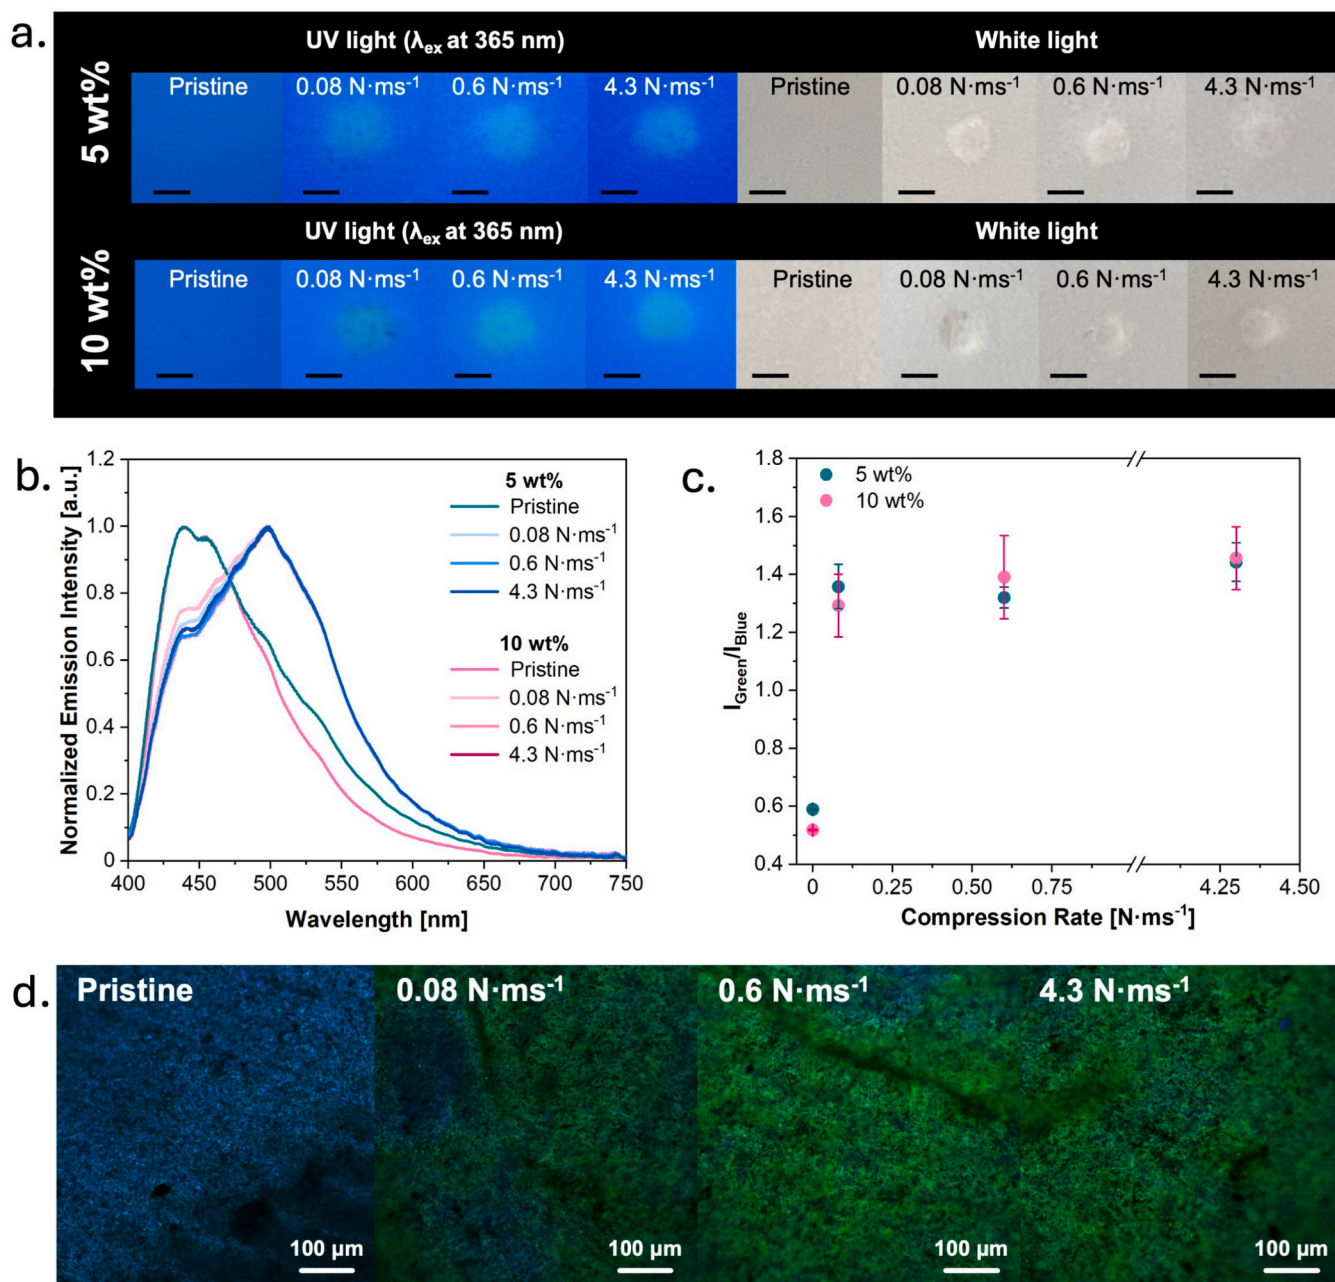 a.
UV light (λex at 365 nm) White light
5 wt%
Pristine 0.08 N·ms⁻¹ 0.6 N·ms⁻¹ 4.3 N·ms⁻¹ Pristine 0.08 N·ms⁻¹ 0.6 N·ms⁻¹ 4.3 N·ms⁻¹
UV light (λex at 365 nm) White light
10 wt%
Pristine 0.08 N·ms⁻¹ 0.6 N·ms⁻¹ 4.3 N·ms⁻¹ Pristine 0.08 N·ms⁻¹ 0.6 N·ms⁻¹ 4.3 N·ms⁻¹
b.
Normalized Emission Intensity [a.u.]
1.2
1.0
0.8
0.6
0.4
0.2
0
400 450 500 550 600 650 700 750
Wavelength [nm]
5 wt%
Pristine
0.08 N·ms⁻¹
0.6 N·ms⁻¹
4.3 N·ms⁻¹
10 wt%
Pristine
0.08 N·ms⁻¹
0.6 N·ms⁻¹
4.3 N·ms⁻¹
c.
IGreen/IBlue
1.8
1.6
1.4
1.2
1.0
0.8
0.6
0.4
0 0.25 0.50 0.75 4.25 4.50
Compression Rate [N·ms⁻¹]
5 wt%
10 wt%
d.
Pristine 0.08 N·ms⁻¹ 0.6 N·ms⁻¹ 4.3 N·ms⁻¹
100 μm 100 μm 100 μm 100 μm